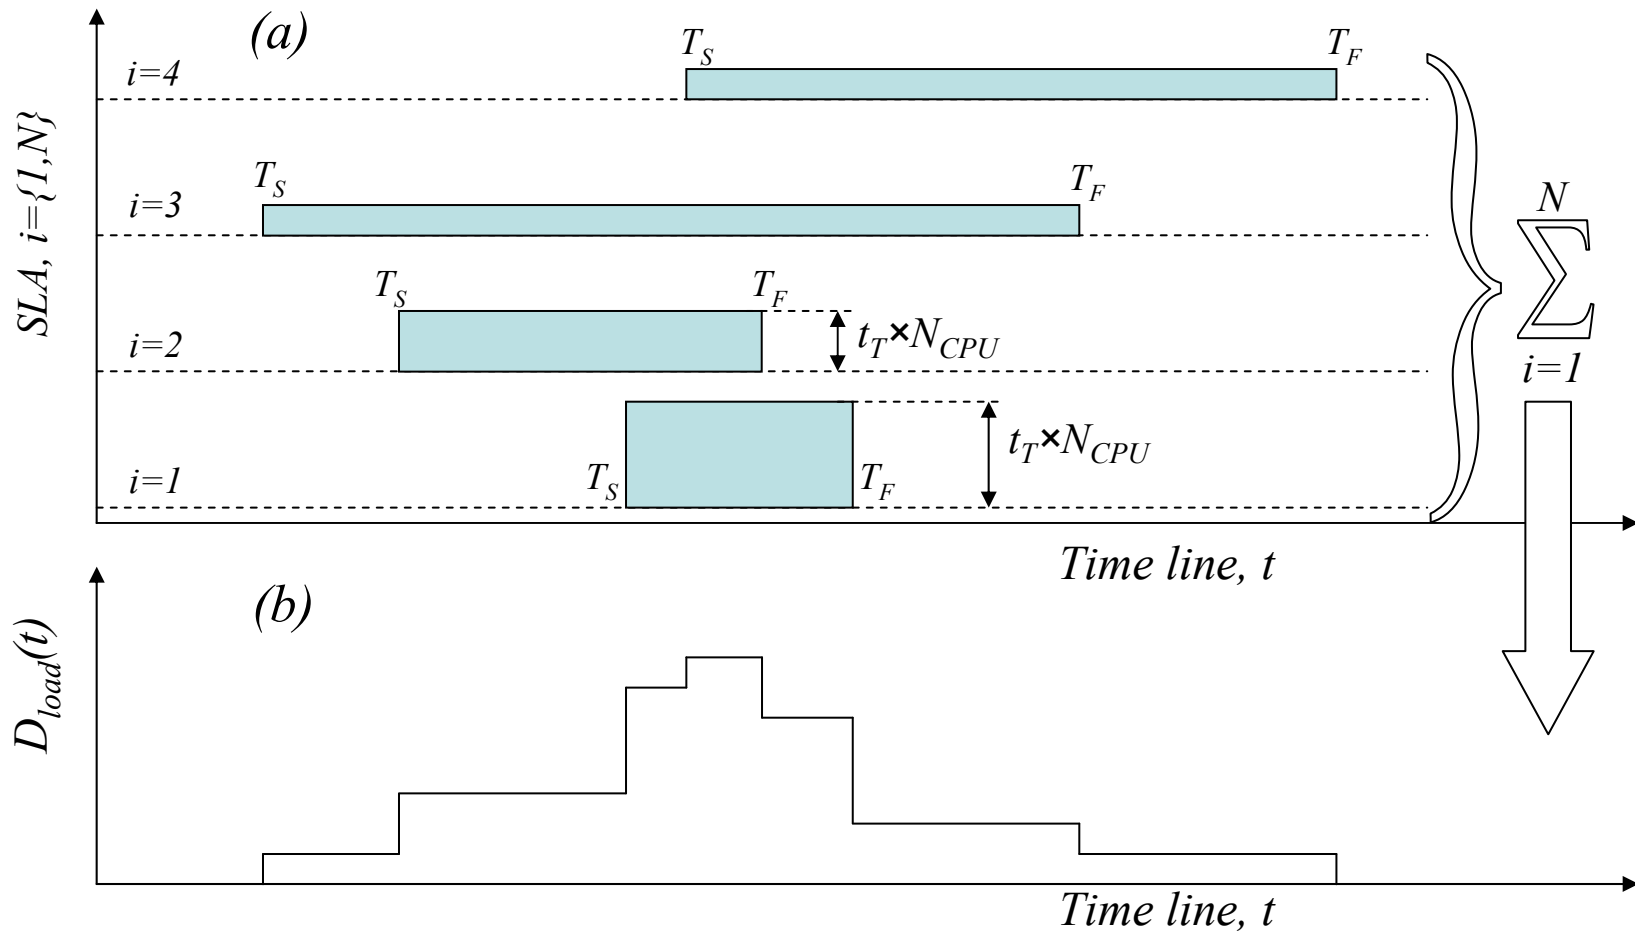 (a)
SLA, i={1,N}
i=4
T_S
T_F
i=3
T_S
T_F
i=2
T_S
T_F
t_T×N_CPU
i=1
T_S
T_F
t_T×N_CPU
N
∑
i=1
Time line, t
(b)
D_load(t)
Time line, t